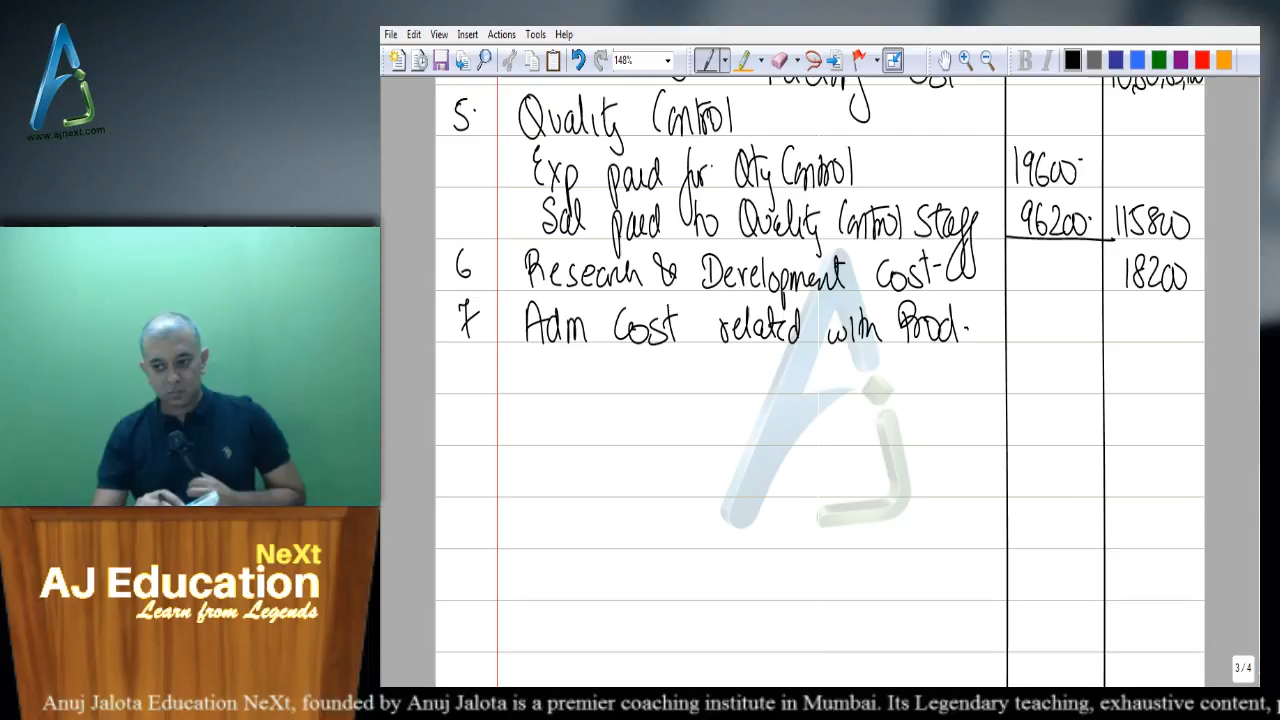 www.ajnext.com
File Edit View Insert Actions Tools Help
148%
B I
5. Quality Control
Exp paid for Qty Control 19600
Sal paid to Quality Control Staff 96200 115800
6 Research & Development Cost 18200
7 Adm Cost related with Prod.
3/4
NeXt
AJ Education
Learn from Legends
Anuj Jalota Education NeXt, founded by Anuj Jalota is a premier coaching institute in Mumbai. Its Legendary teaching, exhaustive content,